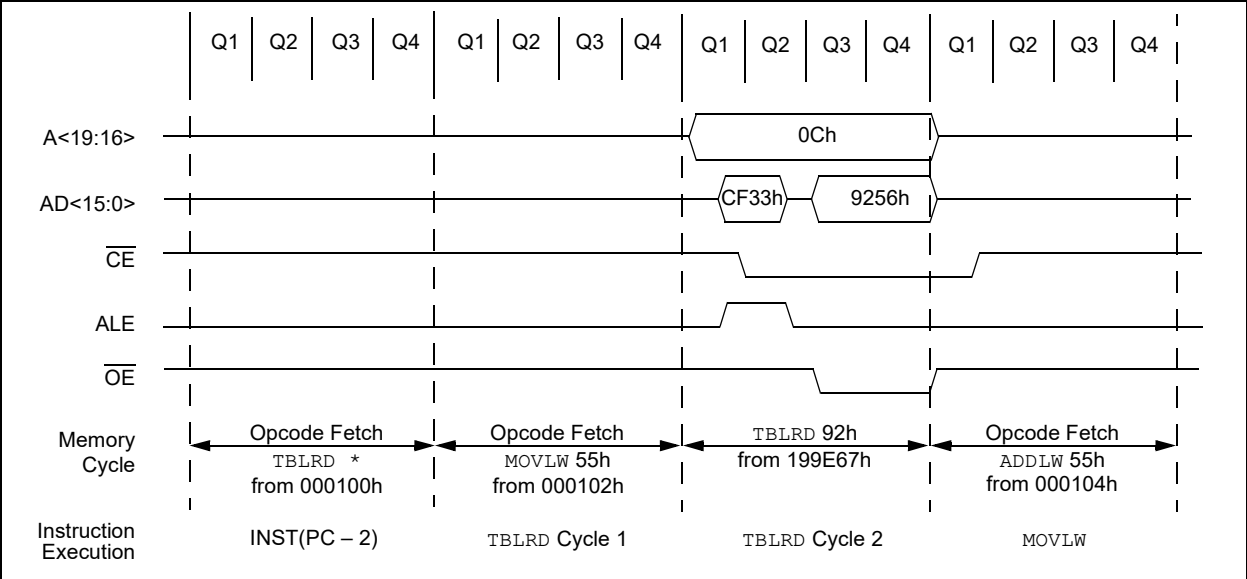 Q1 Q2 Q3 Q4 Q1 Q2 Q3 Q4 Q1 Q2 Q3 Q4 Q1 Q2 Q3 Q4
A<19:16> 0Ch
AD<15:0> CF33h 9256h
CE
ALE
OE
Memory
Cycle
Opcode Fetch
TBLRD *
from 000100h
Opcode Fetch
MOVLW 55h
from 000102h
TBLRD 92h
from 199E67h
Opcode Fetch
ADDLW 55h
from 000104h
Instruction
Execution
INST(PC – 2) TBLRD Cycle 1 TBLRD Cycle 2 MOVLW